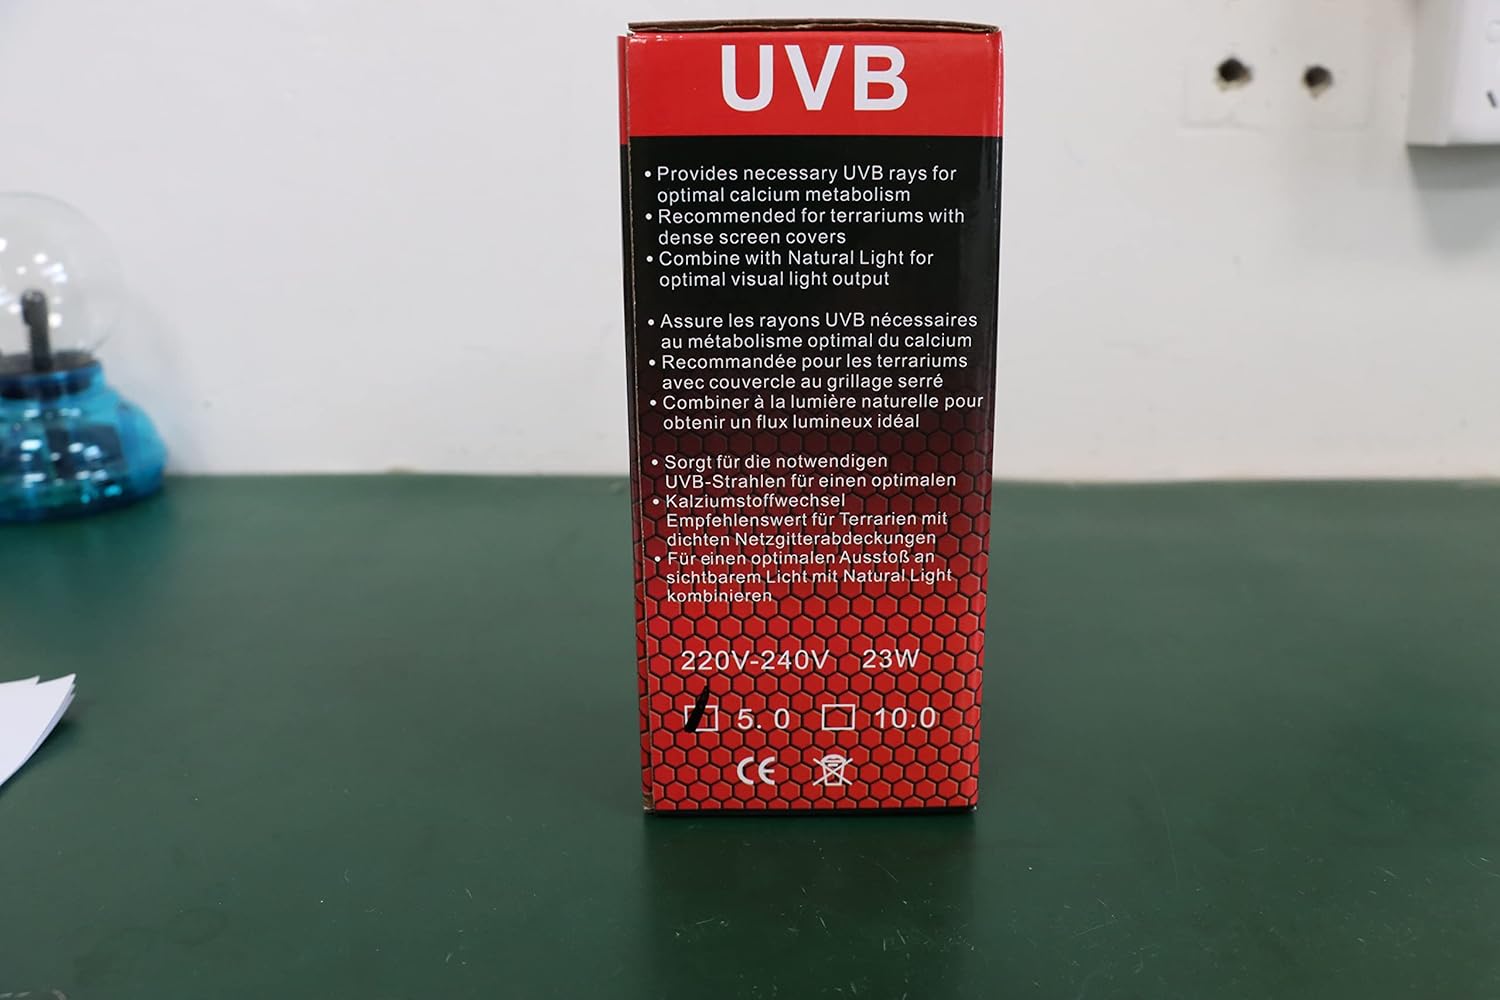 UVB
• Provides necessary UVB rays for
optimal calcium metabolism
• Recommended for terrariums with
dense screen covers
• Combine with Natural Light for
optimal visual light output
• Assure les rayons UVB nécessaires
au métabolisme optimal du calcium
• Recommandée pour les terrariums
avec couvercle au grillage serré
• Combiner à la lumière naturelle pour
obtenir un flux lumineux idéal
• Sorgt für die notwendigen
UVB-Strahlen für einen optimalen
• Kalziumstoffwechsel
Empfehlenswert für Terrarien mit
dichten Netzgitterabdeckungen
• Für einen optimalen Ausstoß an
sichtbarem Licht mit Natural Light
kombinieren
220V-240V 23W
5.0 10.0
CE